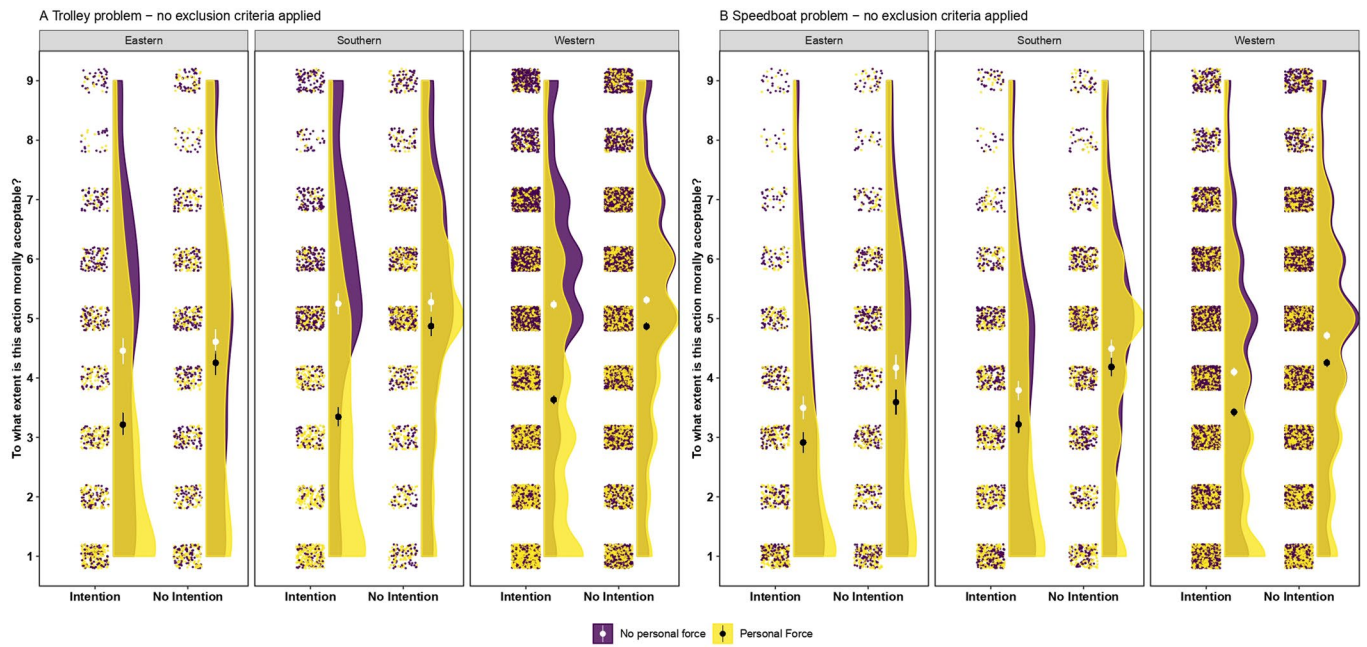 A Trolley problem − no exclusion criteria applied
Eastern
Southern
Western
To what extent is this action morally acceptable?
9
8
7
6
5
4
3
2
1
Intention
No Intention
Intention
No Intention
Intention
No Intention
B Speedboat problem − no exclusion criteria applied
Eastern
Southern
Western
To what extent is this action morally acceptable?
9
8
7
6
5
4
3
2
1
Intention
No Intention
Intention
No Intention
Intention
No Intention
No personal force
Personal Force